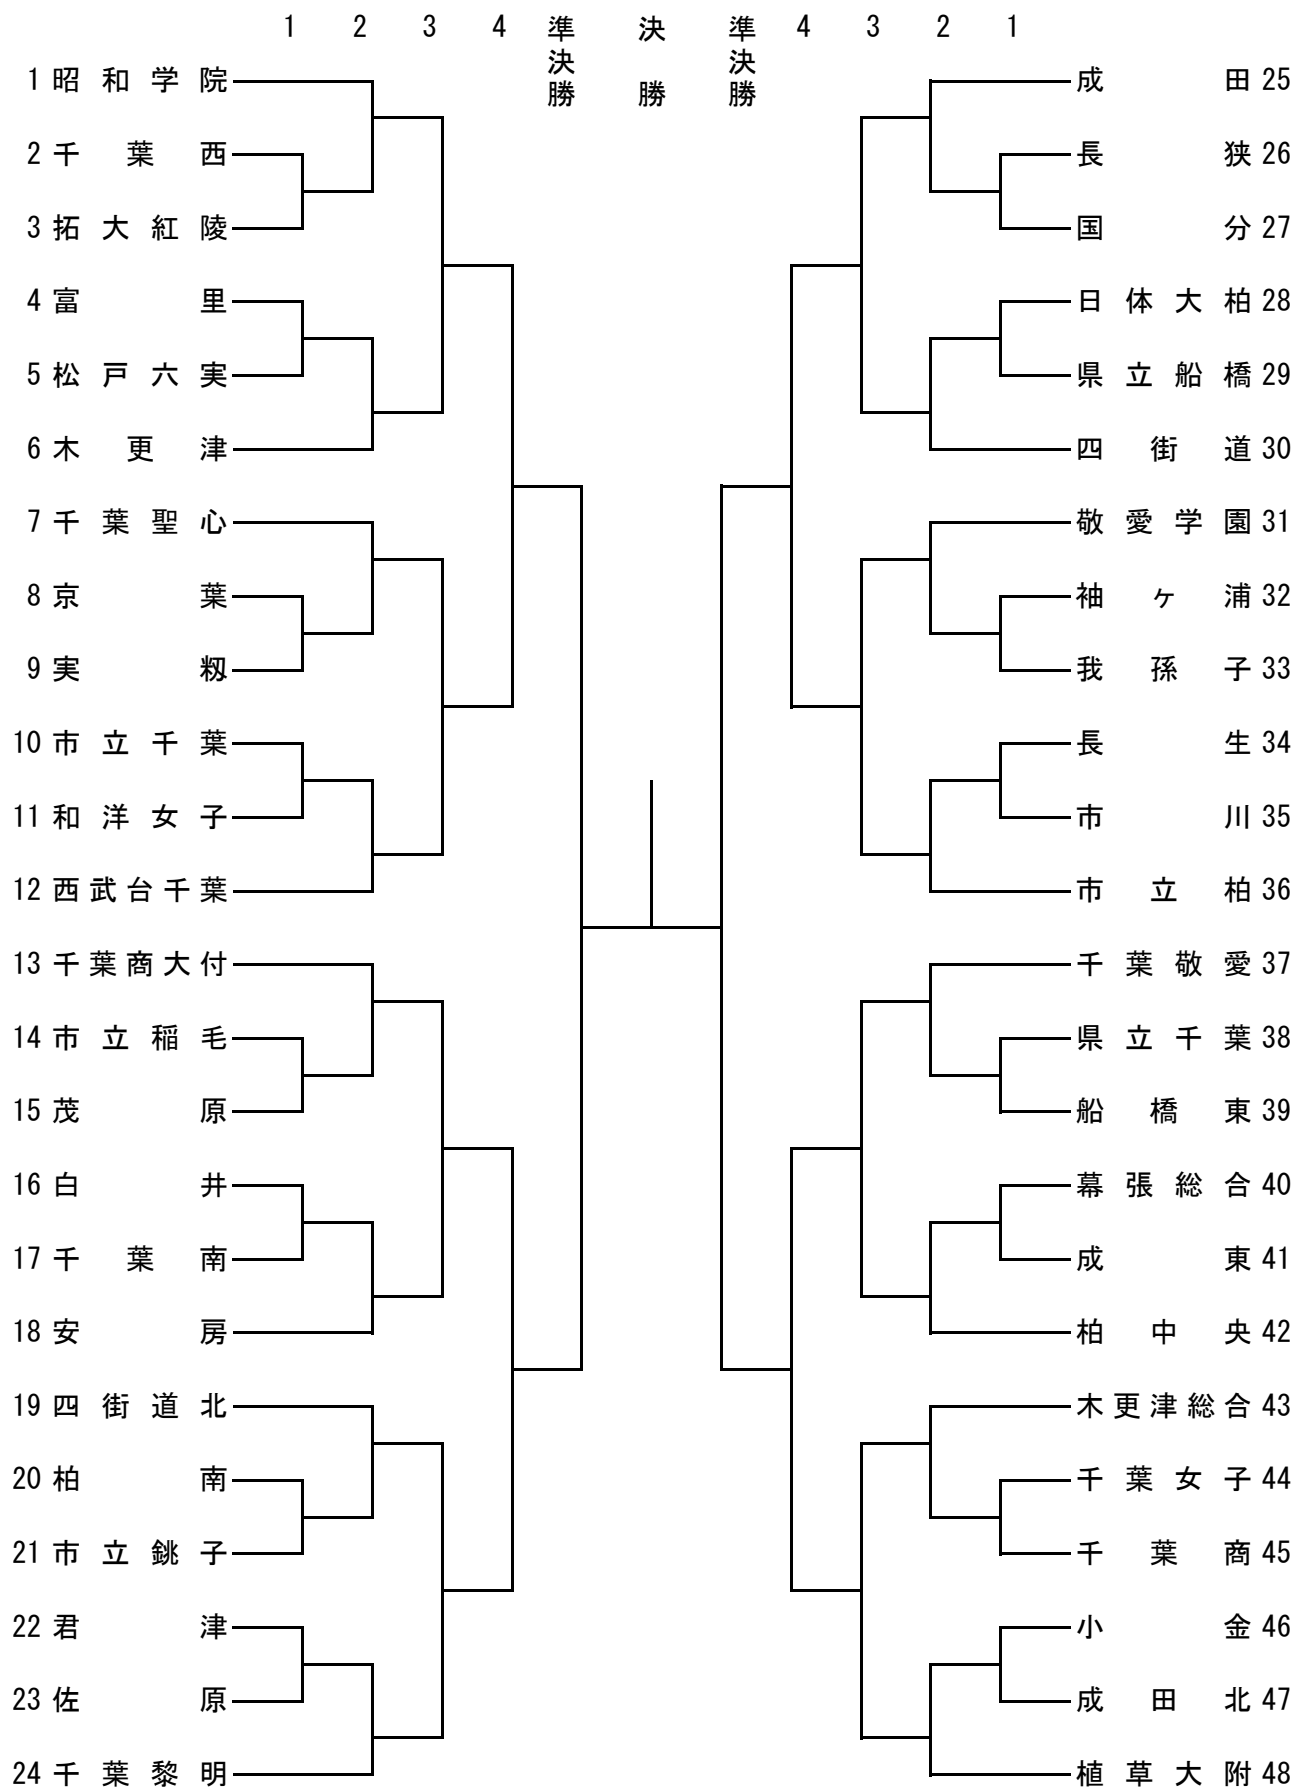 1 2 3 4 準決勝 決勝 準決勝 4 3 2 1
1 昭和学院
2 千葉西
3 拓大紅陵
4 富里
5 松戸六実
6 木更津
7 千葉聖心
8 京葉
9 実籾
10 市立千葉
11 和洋女子
12 西武台千葉
13 千葉商大付
14 市立稲毛
15 茂原
16 白井
17 千葉南
18 安房
19 四街道北
20 柏南
21 市立銚子
22 君津
23 佐原
24 千葉黎明
成田 25
長狭 26
国分 27
日体大柏 28
県立船橋 29
四街道 30
敬愛学園 31
袖ヶ浦 32
我孫子 33
長生 34
市川 35
市立柏 36
千葉敬愛 37
県立千葉 38
船橋東 39
幕張総合 40
成東 41
柏中央 42
木更津総合 43
千葉女子 44
千葉商 45
小金 46
成田北 47
植草大附 48